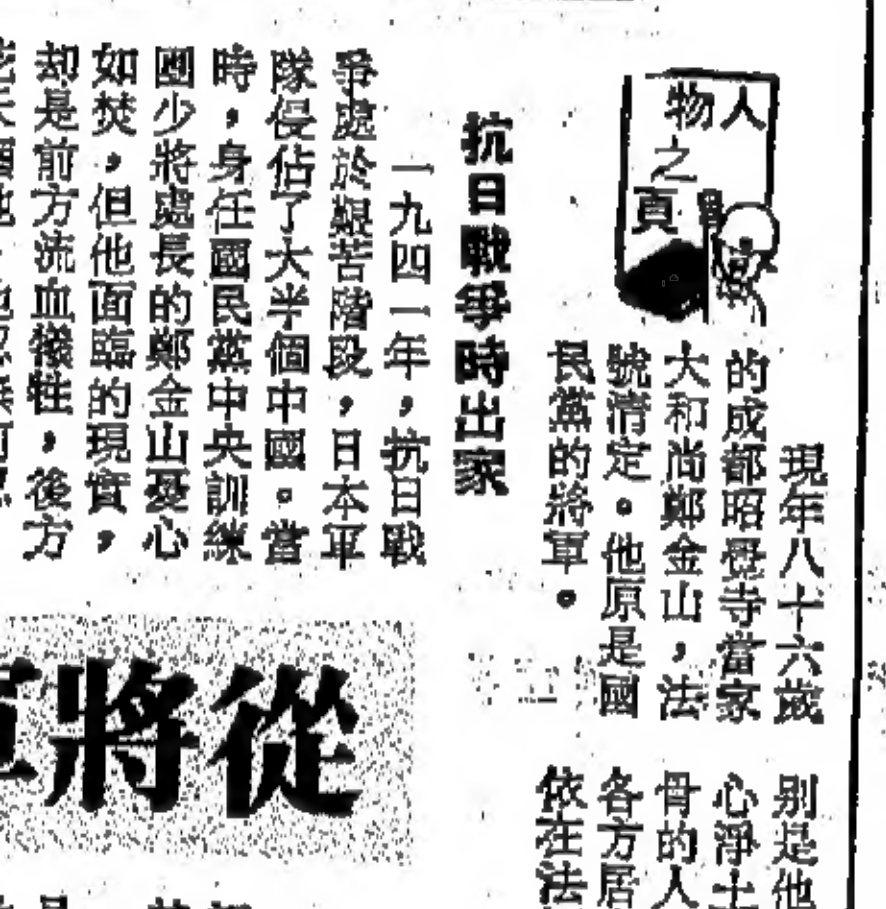 人物之頁
現年八十六歲
的成都昭覺寺當家
大和尚鄭金山，法
號清定。他原是國
民黨的將軍。
抗日戰爭時出家
一九四一年，抗日戰
爭處於艱苦階段，日本軍
隊侵佔了大半個中國。當
時，身任國民黨中央訓練
團少將處長的鄭金山憂心
如焚，但他面臨的現實，
却是前方流血犧牲，後方
從將軍
别是他
心淨土
骨的人
各方居
依在法